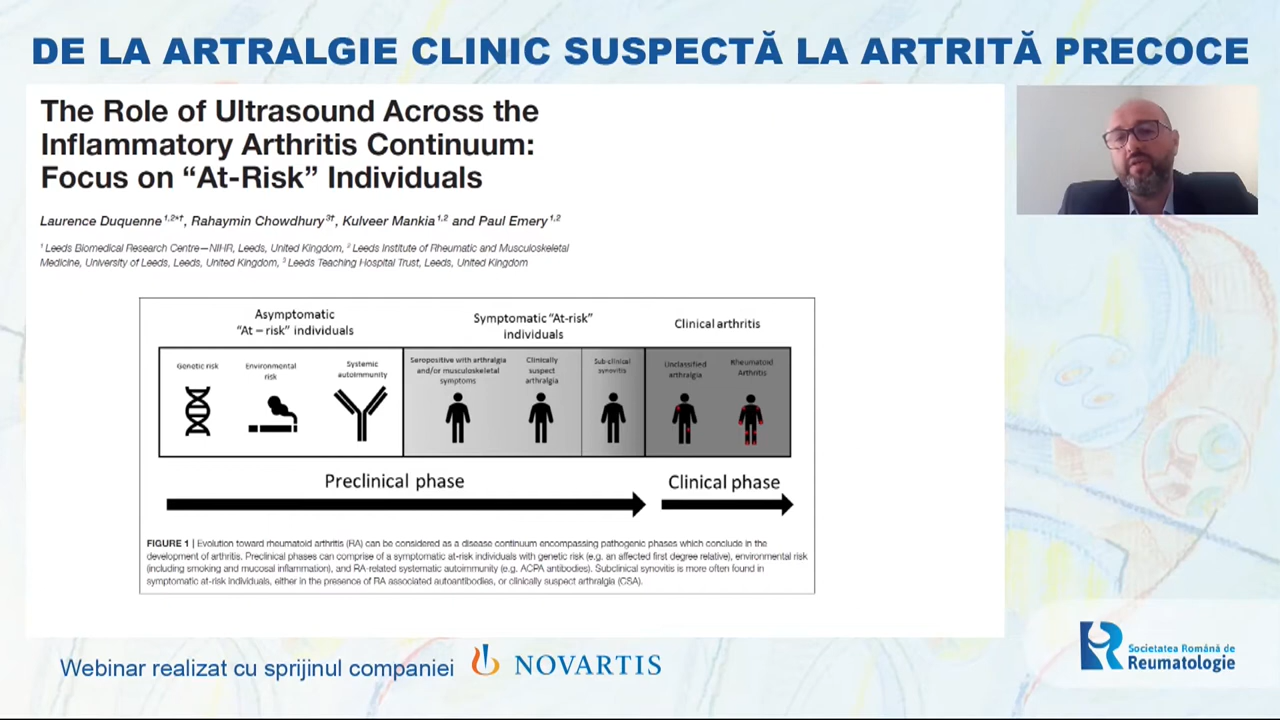 DE LA ARTRALGIE CLINIC SUSPECTĂ LA ARTRITĂ PRECOCE
The Role of Ultrasound Across the
Inflammatory Arthritis Continuum:
Focus on “At-Risk” Individuals
Laurence Duquenne 1,2*†, Rahaymin Chowdhury 3†, Kulveer Mankia 1,2 and Paul Emery 1,2
1 Leeds Biomedical Research Centre—NIHR, Leeds, United Kingdom, 2 Leeds Institute of Rheumatic and Musculoskeletal
Medicine, University of Leeds, Leeds, United Kingdom, 3 Leeds Teaching Hospital Trust, Leeds, United Kingdom
Asymptomatic
“At – risk” individuals
Symptomatic “At-risk”
individuals
Clinical arthritis
Genetic risk
Environmental
risk
Systemic
autoimmunity
Seropositive with arthralgia
and/or musculoskeletal
symptoms
Clinically
suspect
arthralgia
Sub-clinical
synovitis
Unclassified
arthralgia
Rheumatoid
Arthritis
Preclinical phase
Clinical phase
FIGURE 1 | Evolution toward rheumatoid arthritis (RA) can be considered as a disease continuum encompassing pathogenic phases which conclude in the
development of arthritis. Preclinical phases can comprise of a symptomatic at-risk individuals with genetic risk (e.g. an affected first degree relative), environmental risk
(including smoking and mucosal inflammation), and RA-related systematic autoimmunity (e.g. ACPA antibodies). Subclinical synovitis is more often found in
symptomatic at-risk individuals, either in the presence of RA associated autoantibodies, or clinically suspect arthralgia (CSA).
Webinar realizat cu sprijinul companiei
NOVARTIS
Societatea Română de
Reumatologie